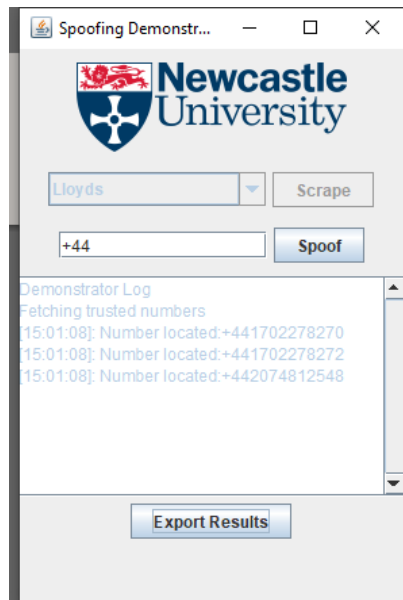 Spoofing Demonstr...
Newcastle
University
Lloyds Scrape
+44 Spoof
Demonstrator Log
Fetching trusted numbers
[15:01:08]: Number located:+441702278270
[15:01:08]: Number located:+441702278272
[15:01:08]: Number located:+442074812548
Export Results